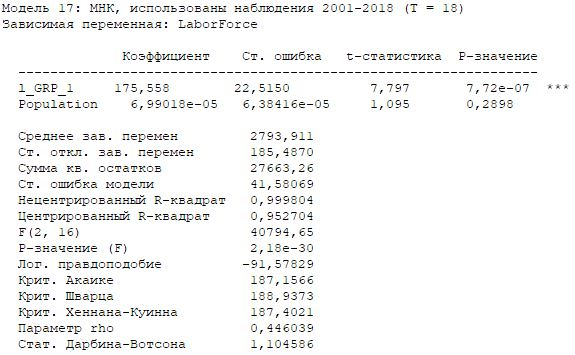 Модель 17: МНК, использованы наблюдения 2001-2018 (T = 18)
Зависимая переменная: LaborForce
Коэффициент Ст. ошибка t-статистика P-значение
---------------------------------------------------------------
l_GRP_1 175,558 22,5150 7,797 7,72e-07 ***
Population 6,99018e-05 6,38416e-05 1,095 0,2898
Среднее зав. перемен 2793,911
Ст. откл. зав. перемен 185,4870
Сумма кв. остатков 27663,26
Ст. ошибка модели 41,58069
Нецентрированный R-квадрат 0,999804
Центрированный R-квадрат 0,952704
F(2, 16) 40794,65
P-значение (F) 2,18e-30
Лог. правдоподобие -91,57829
Крит. Акаике 187,1566
Крит. Шварца 188,9373
Крит. Хеннана-Куинна 187,4021
Параметр rho 0,446039
Стат. Дарбина-Вотсона 1,104586